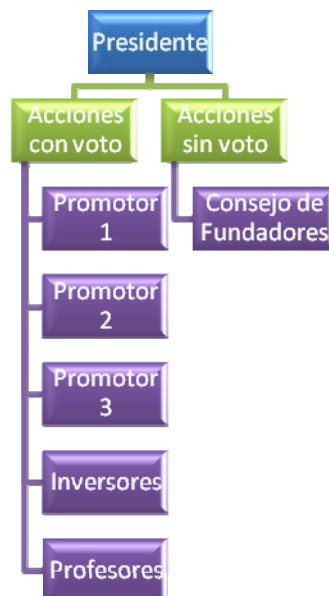 Presidente
Acciones
con voto
Acciones
sin voto
Promotor
1
Consejo de
Fundadores
Promotor
2
Promotor
3
Inversores
Profesores